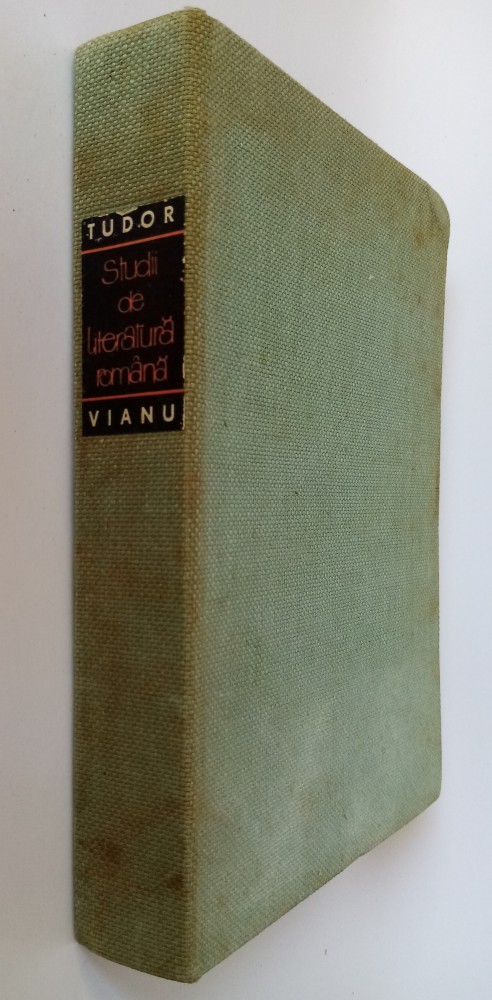 TUDOR
Studii
de
literatură
română
VIANU